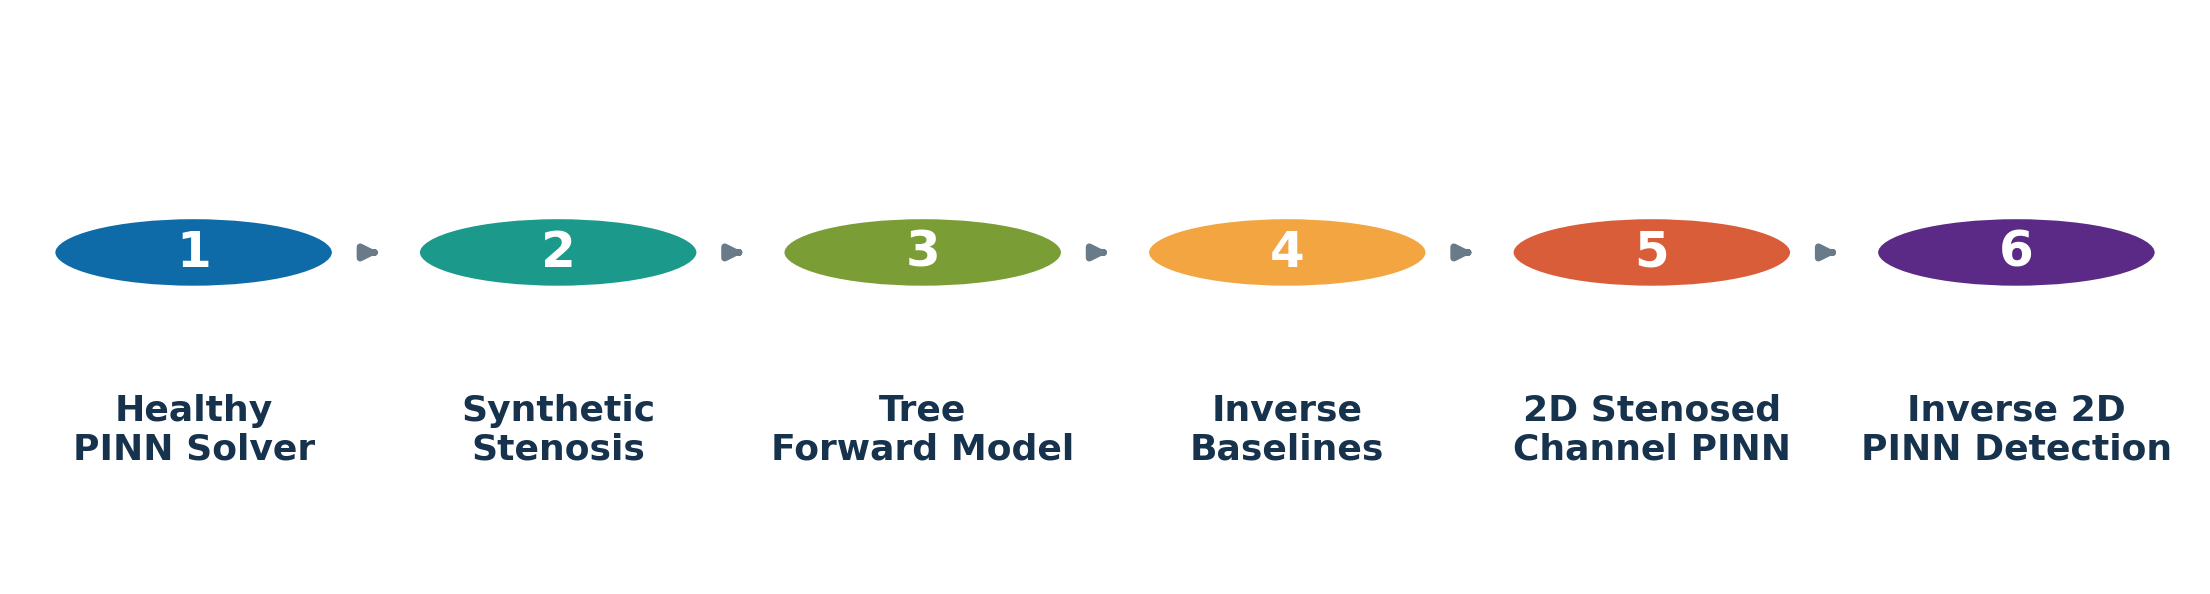 1
2
3
4
5
6
Healthy
PINN Solver
Synthetic
Stenosis
Tree
Forward Model
Inverse
Baselines
2D Stenosed
Channel PINN
Inverse 2D
PINN Detection